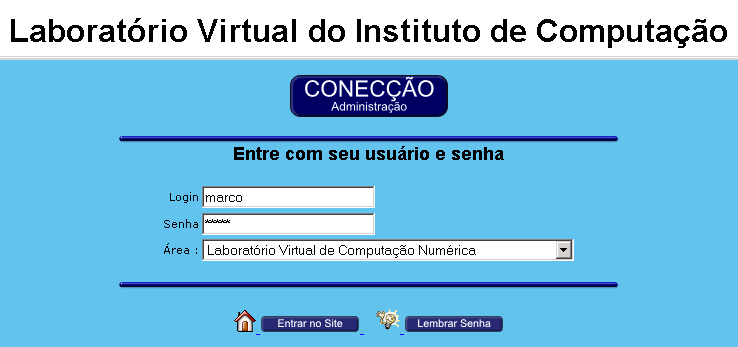 Laboratório Virtual do Instituto de Computação
CONECÇÃO
Administração
Entre com seu usuário e senha
Login marco
Senha *****
Área : Laboratório Virtual de Computação Numérica
Entrar no Site Lembrar Senha